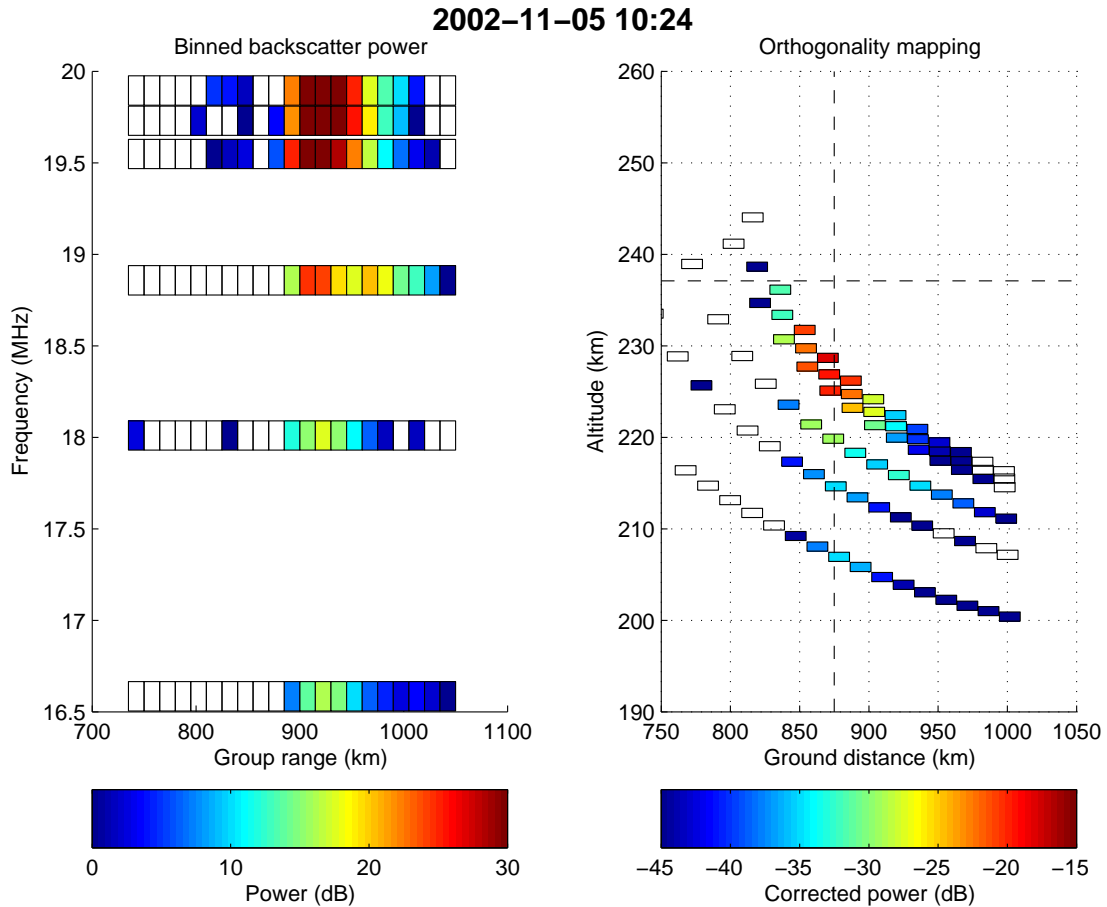 2002−11−05 10:24
Binned backscatter power
20
19.5
19
18.5
18
17.5
17
16.5
Frequency (MHz)
700 800 900 1000 1100
Group range (km)
0 10 20 30
Power (dB)
Orthogonality mapping
260
250
240
230
220
210
200
190
Altitude (km)
750 800 850 900 950 1000 1050
Ground distance (km)
−45 −40 −35 −30 −25 −20 −15
Corrected power (dB)